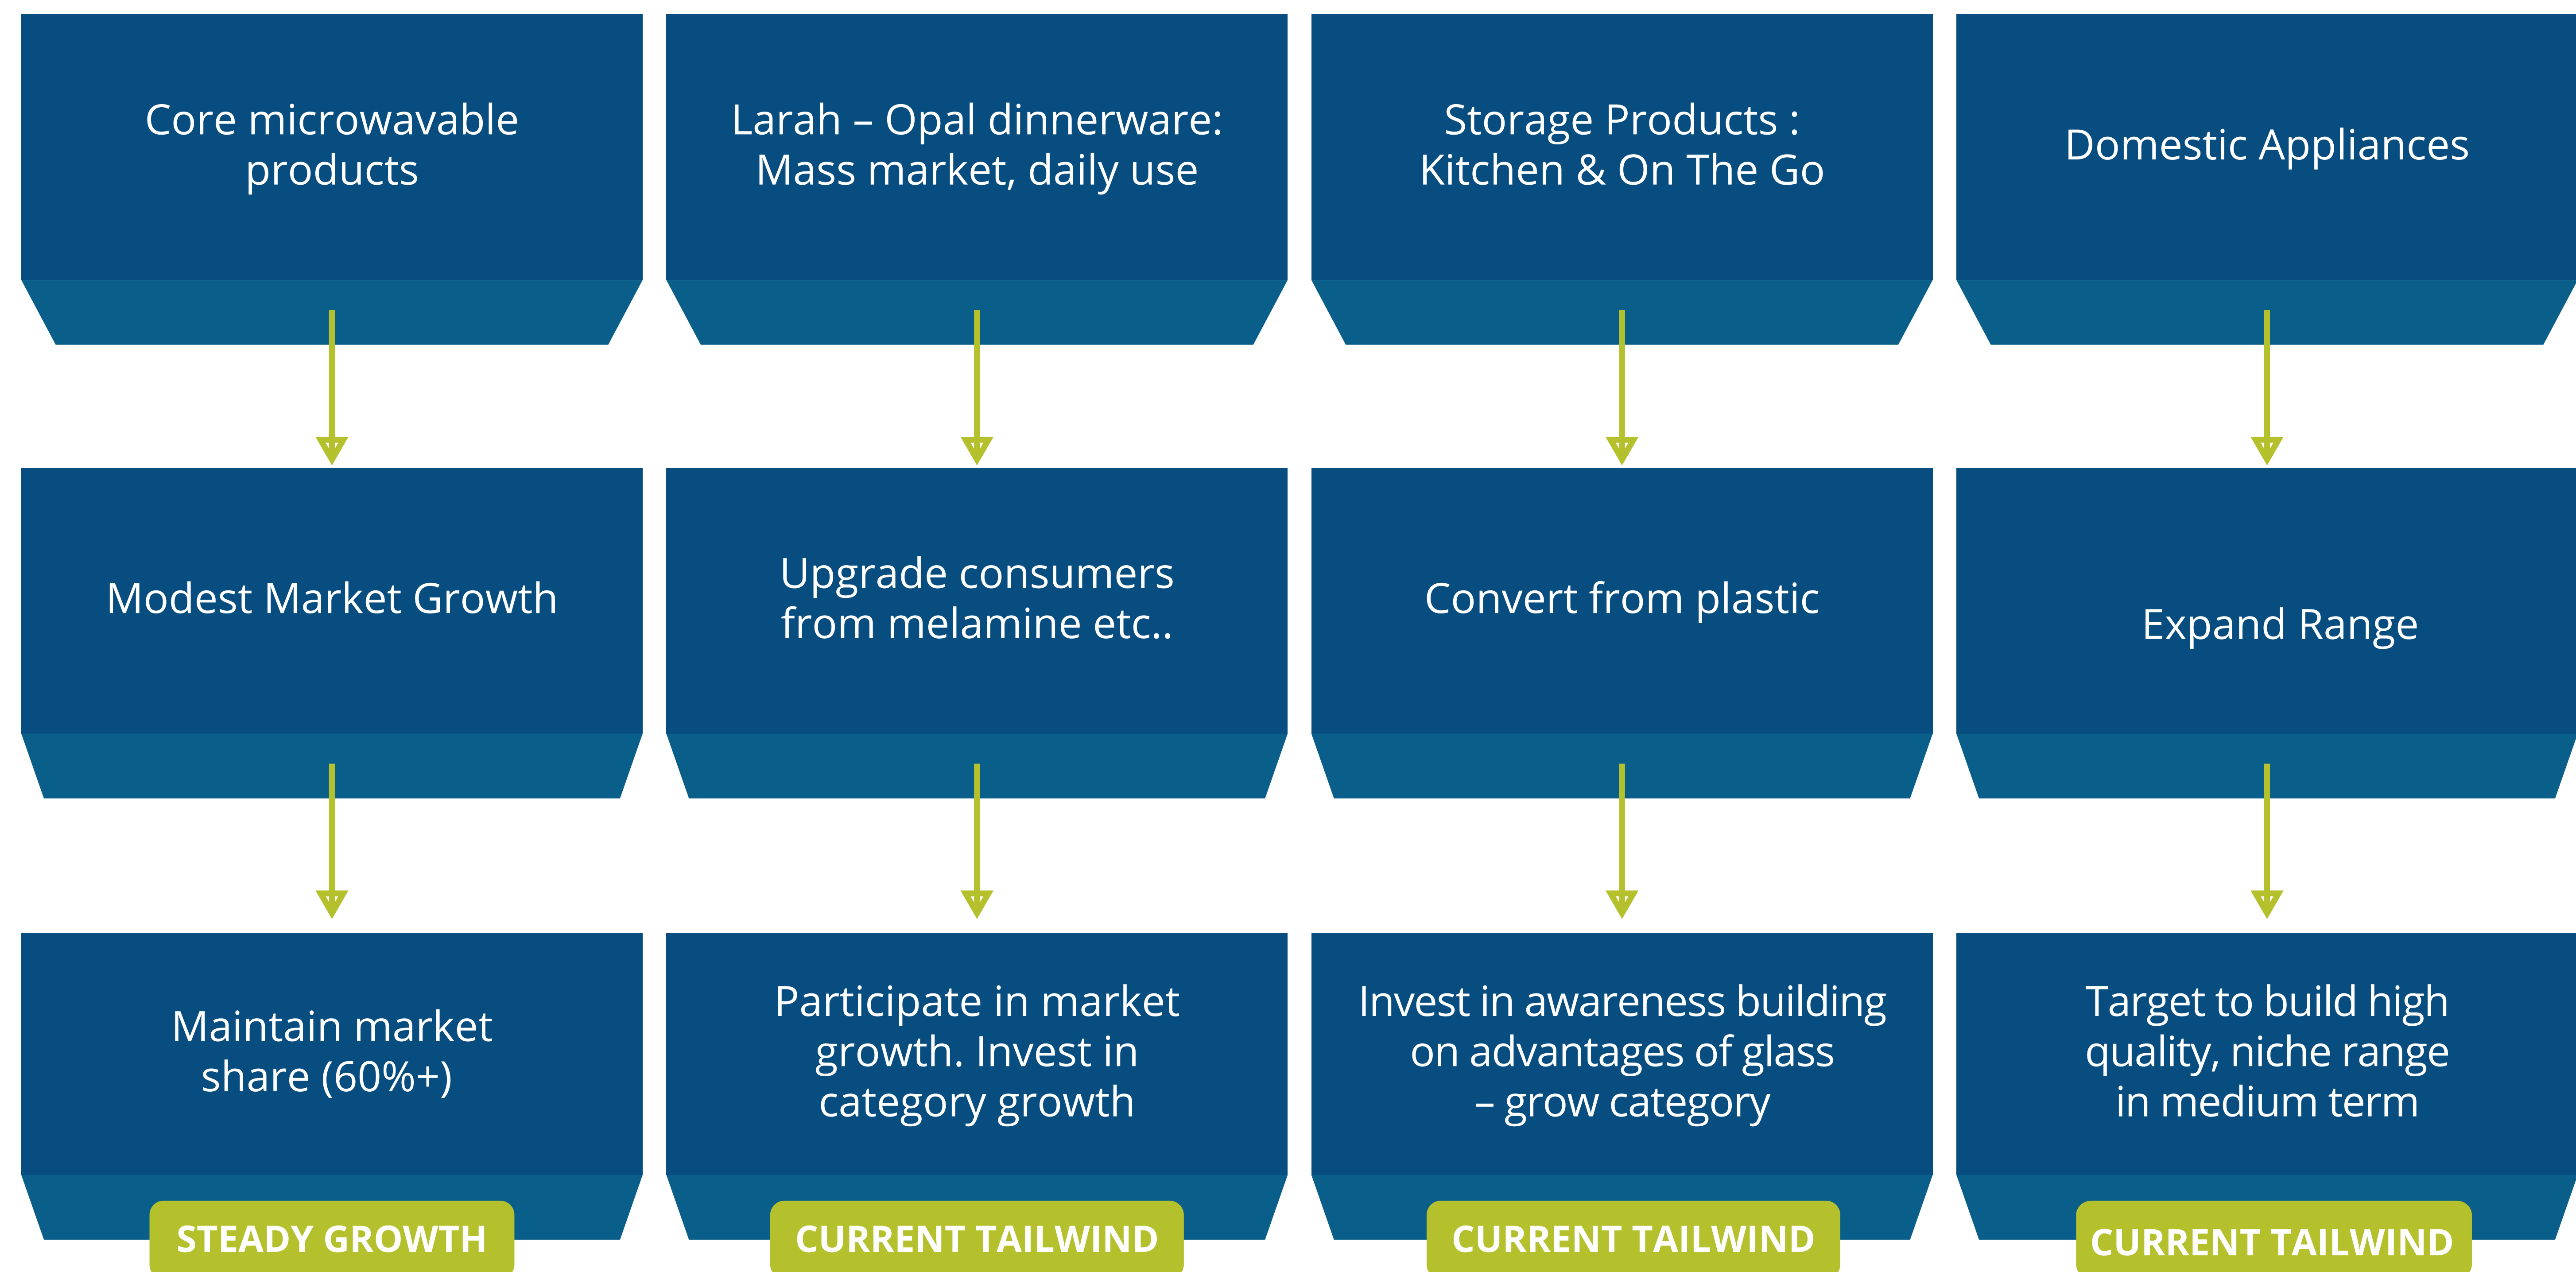 Core microwavable
products
Larah – Opal dinnerware:
Mass market, daily use
Storage Products :
Kitchen & On The Go
Domestic Appliances
Modest Market Growth
Upgrade consumers
from melamine etc..
Convert from plastic
Expand Range
Maintain market
share (60%+)
Participate in market
growth. Invest in
category growth
Invest in awareness building
on advantages of glass
– grow category
Target to build high
quality, niche range
in medium term
STEADY GROWTH
CURRENT TAILWIND
CURRENT TAILWIND
CURRENT TAILWIND